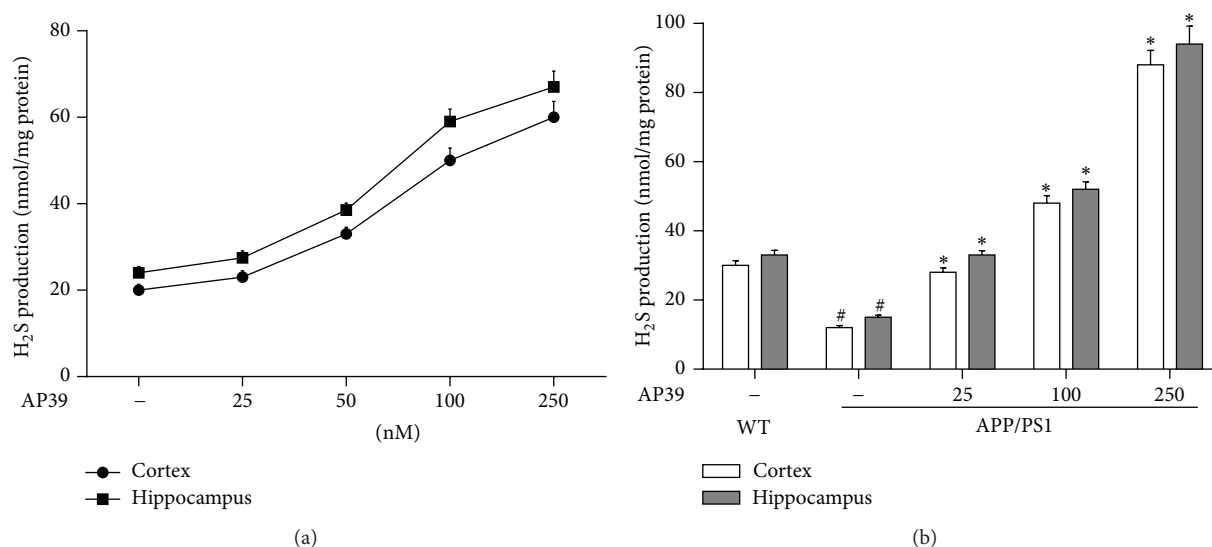 H₂S production (nmol/mg protein)
80
60
40
20
0
AP39
– 25 50 100 250
(nM)
Cortex
Hippocampus
(a)
H₂S production (nmol/mg protein)
100
80
60
40
20
0
# # * * * * * *
AP39
– – 25 100 250
WT APP/PS1
Cortex
Hippocampus
(b)